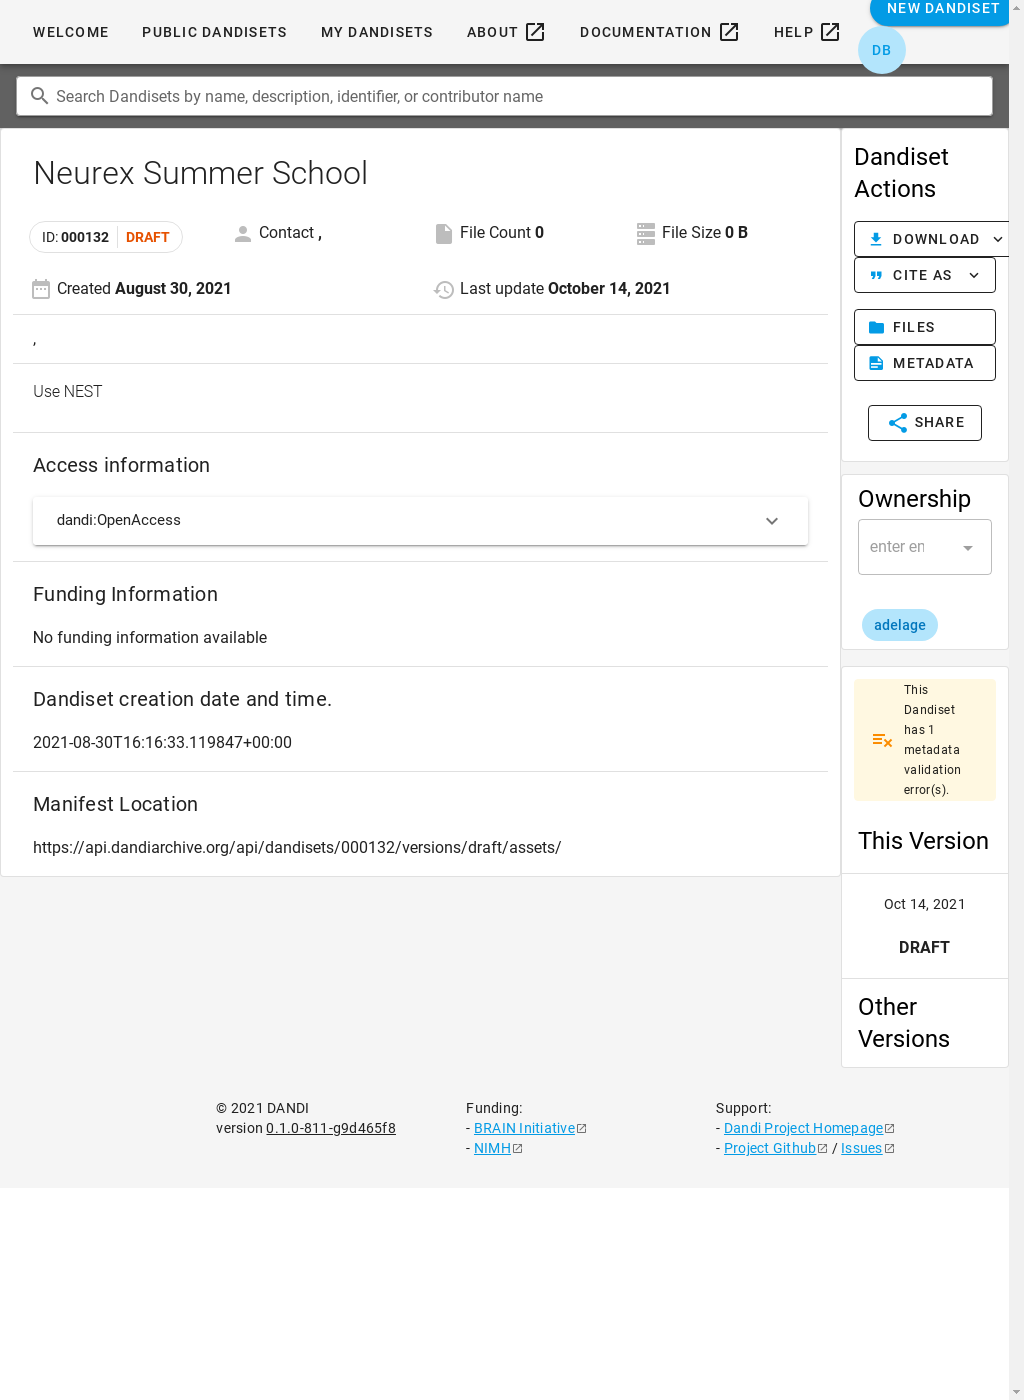 WELCOME
PUBLIC DANDISETS
MY DANDISETS
ABOUT
DOCUMENTATION
HELP
NEW DANDISET
DB
Search Dandisets by name, description, identifier, or contributor name
Neurex Summer School
ID: 000132 DRAFT
Contact ,
File Count 0
File Size 0 B
Created August 30, 2021
Last update October 14, 2021
,
Use NEST
Access information
dandi:OpenAccess
Funding Information
No funding information available
Dandiset creation date and time.
2021-08-30T16:16:33.119847+00:00
Manifest Location
https://api.dandiarchive.org/api/dandisets/000132/versions/draft/assets/
Dandiset
Actions
DOWNLOAD
CITE AS
FILES
METADATA
SHARE
Ownership
enter en
adelage
This
Dandiset
has 1
metadata
validation
error(s).
This Version
Oct 14, 2021
DRAFT
Other
Versions
© 2021 DANDI
version 0.1.0-811-g9d465f8
Funding:
- BRAIN Initiative
- NIMH
Support:
- Dandi Project Homepage
- Project Github / Issues